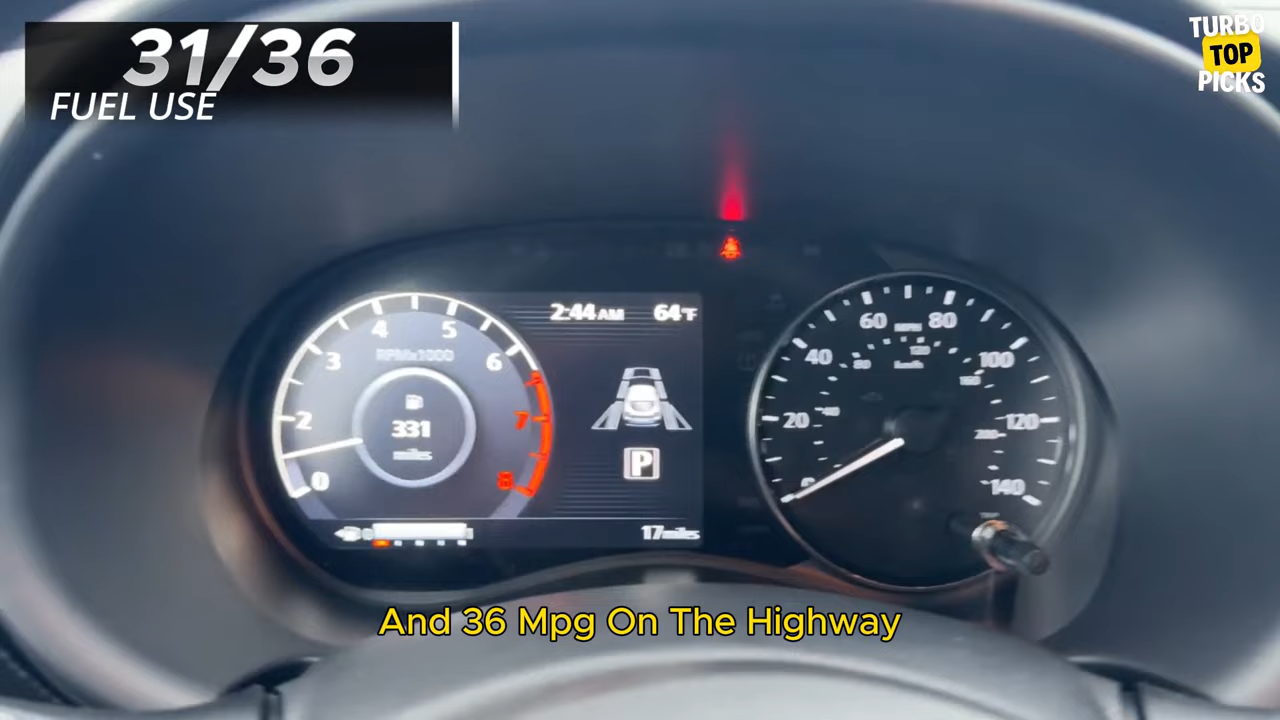 31/36
FUEL USE
TURBO
TOP
PICKS
2:44 AM 64°F
RPMx1000
0 2 3 4 5 6 7 8
331
miles
P
17 miles
0 20 40 60 80 100 120 140
MPH
km/h
And 36 Mpg On The Highway